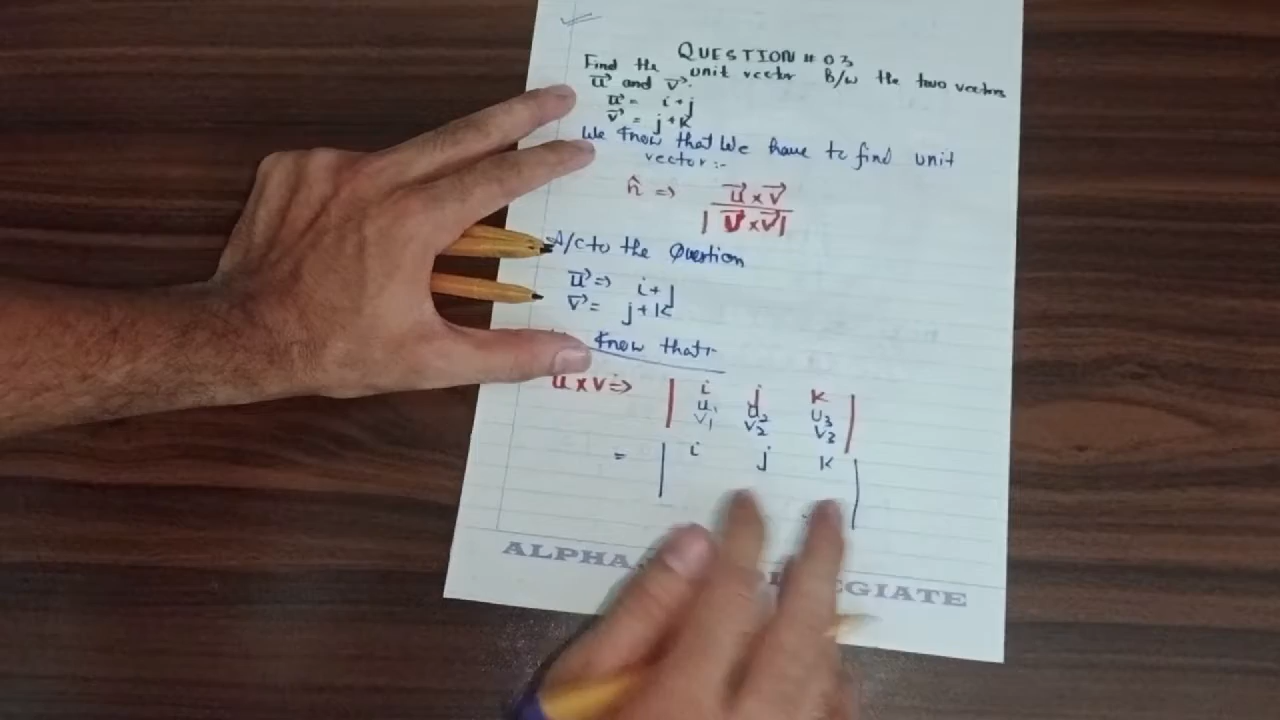 QUESTION # 03
Find the unit vector B/w the two vectors
u⃗ and v⃗.
u⃗ = i+j
v⃗ = j+k
We know that We have to find unit
vector:-
n̂ => u⃗ x v⃗
| v⃗ x v⃗ |
A/c to the Question
u⃗ => i+j
v⃗ = j+k
know that:-
u x v => | i j k |
u1 u2 u3
v1 v2 v3
= | i j k |
ALPHA